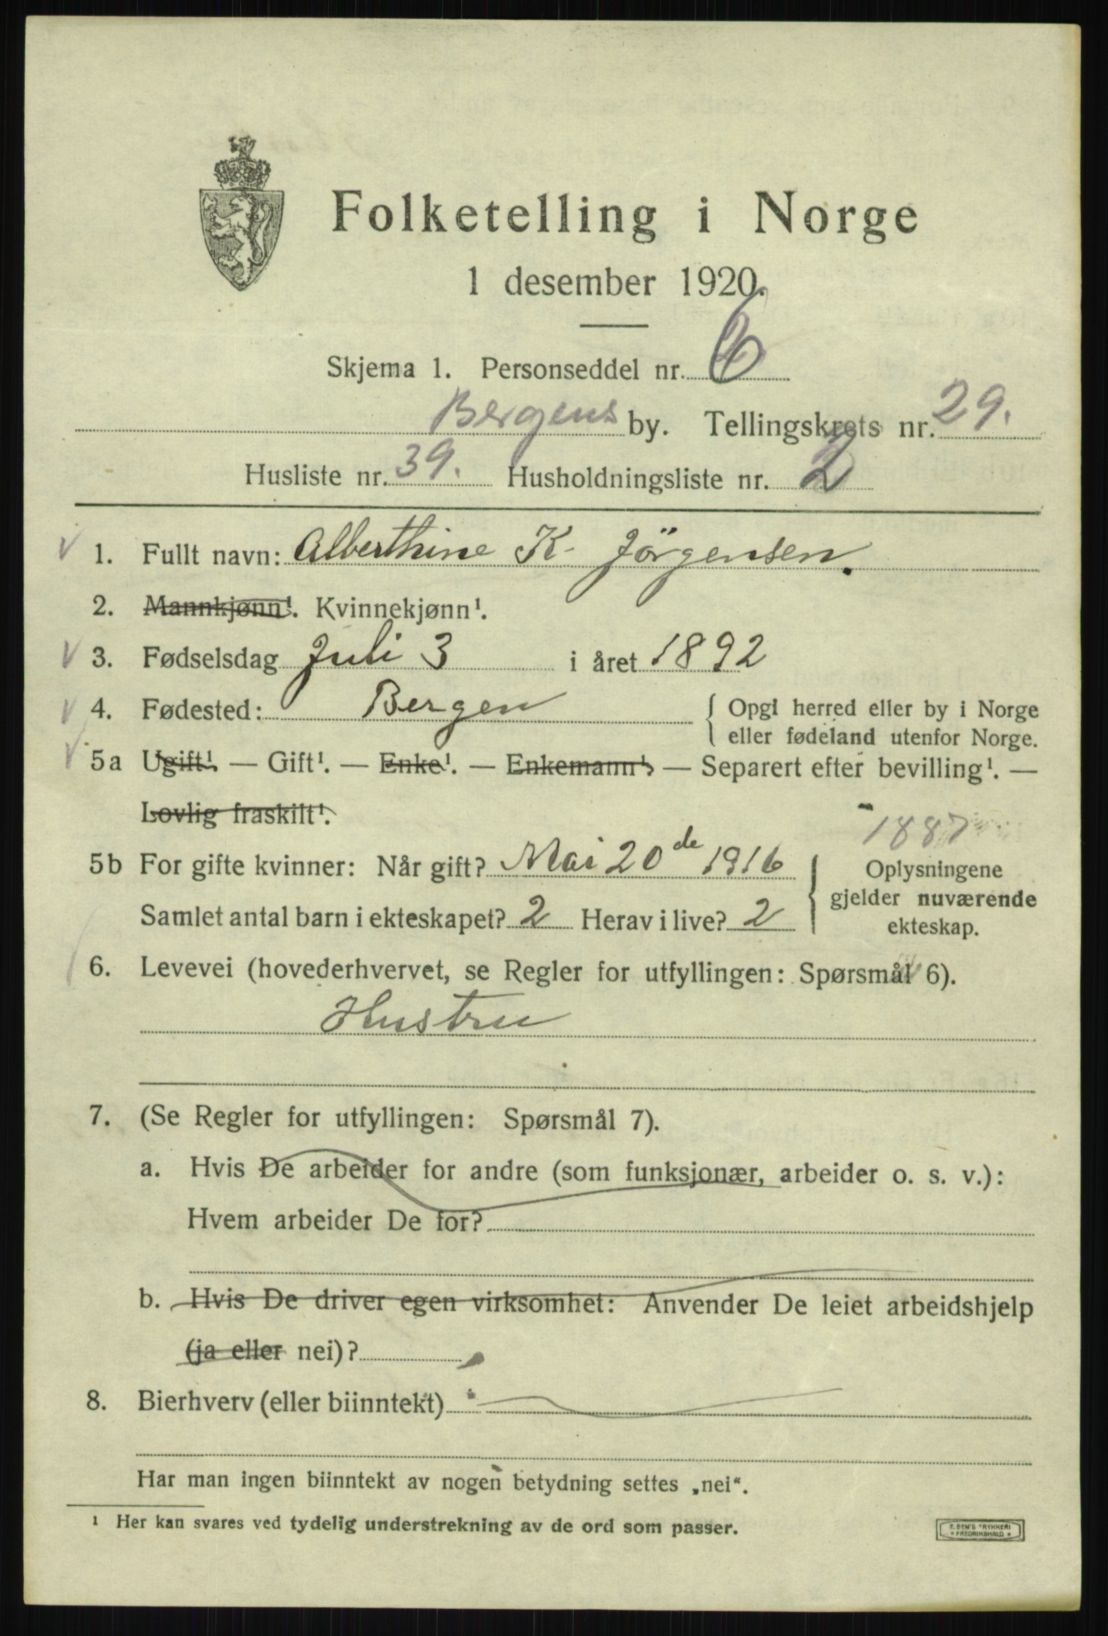 Folketelling i Norge
1 desember 1920.
Skjema 1. Personseddel nr. 6
Bergens by. Tellingskrets nr. 29.
Husliste nr. 39. Husholdningsliste nr. 2
1. Fullt navn: Alberthine K. Jörgensen.
2. Mannkjønn¹. Kvinnekjønn¹.
3. Fødselsdag Juli 3 i året 1892
4. Fødested: Bergen { Opgi herred eller by i Norge
eller fødeland utenfor Norge.
5a Ugift¹. — Gift¹. — Enke¹. — Enkemann¹. — Separert efter bevilling¹. —
Lovlig fraskilt¹.
1887
5b For gifte kvinner: Når gift? Mai 20de 1916
Samlet antal barn i ekteskapet? 2 Herav i live? 2
Oplysningene
gjelder nuværende
ekteskap.
6. Levevei (hovederhvervet, se Regler for utfyllingen: Spørsmål 6).
Hustru
7. (Se Regler for utfyllingen: Spørsmål 7).
a. Hvis De arbeider for andre (som funksjonær, arbeider o. s. v.):
Hvem arbeider De for?
b. Hvis De driver egen virksomhet: Anvender De leiet arbeidshjelp
(ja eller nei)?
8. Bierhverv (eller biinntekt)
Har man ingen biinntekt av nogen betydning settes „nei“.
¹ Her kan svares ved tydelig understrekning av de ord som passer.